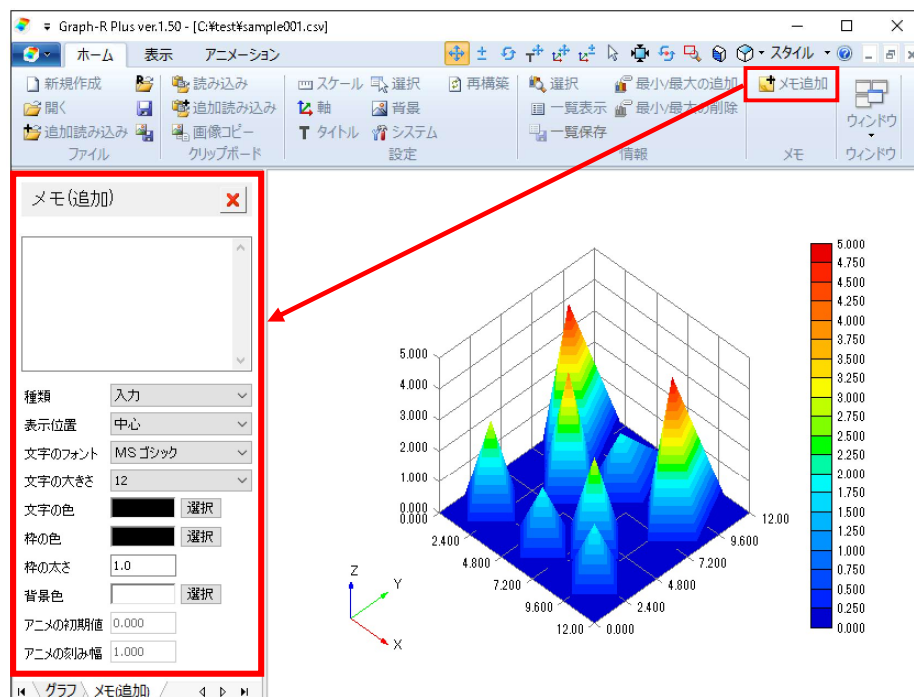 Graph-R Plus ver.1.50 - [C:¥test¥sample001.csv]
ホーム 表示 アニメーション スタイル
新規作成 読み込み スケール 選択 再構築 選択 最小/最大の追加 メモ追加
開く 追加読み込み 軸 背景 一覧表示 最小/最大の削除 ウィンドウ
追加読み込み 画像コピー タイトル システム 一覧保存
ファイル クリップボード 設定 情報 メモ ウィンドウ
メモ(追加)
種類 入力
表示位置 中心
文字のフォント MS ゴシック
文字の大きさ 12
文字の色 選択
枠の色 選択
枠の太さ 1.0
背景色 選択
アニメの初期値 0.000
アニメの刻み幅 1.000
グラフ メモ(追加)
5.000
4.000
3.000
2.000
1.000
0.000
0.000
2.400
4.800
7.200
9.600
12.00
0.000
2.400
4.800
7.200
9.600
12.00
Z
Y
X
5.000
4.750
4.500
4.250
4.000
3.750
3.500
3.250
3.000
2.750
2.500
2.250
2.000
1.750
1.500
1.250
1.000
0.750
0.500
0.250
0.000